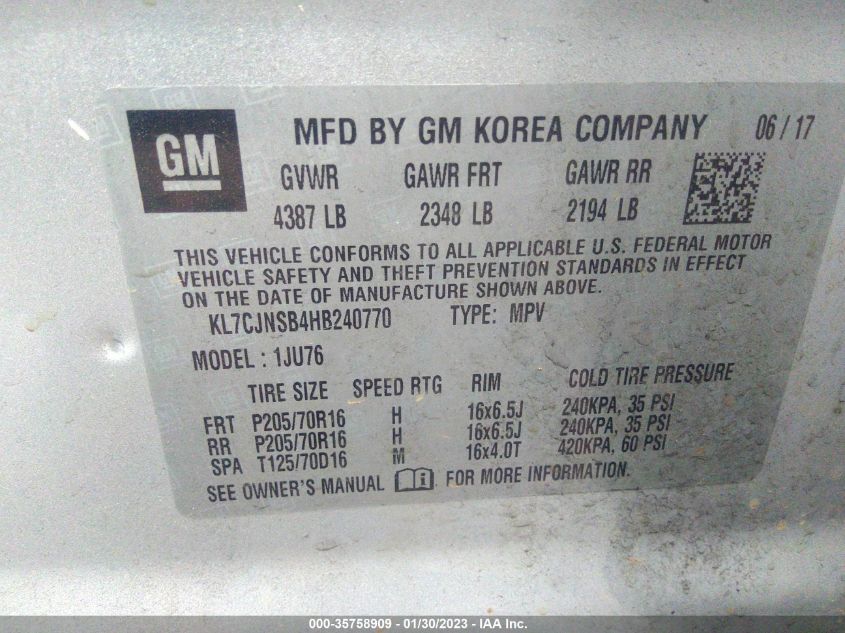 GM
MFD BY GM KOREA COMPANY 06/17
GVWR GAWR FRT GAWR RR
4387 LB 2348 LB 2194 LB
THIS VEHICLE CONFORMS TO ALL APPLICABLE U.S. FEDERAL MOTOR
VEHICLE SAFETY AND THEFT PREVENTION STANDARDS IN EFFECT
ON THE DATE OF MANUFACTURE SHOWN ABOVE.
KL7CJNSB4HB240770 TYPE: MPV
MODEL : 1JU76
TIRE SIZE SPEED RTG RIM COLD TIRE PRESSURE
FRT P205/70R16 H 16x6.5J 240KPA, 35 PSI
RR P205/70R16 H 16x6.5J 240KPA, 35 PSI
SPA T125/70D16 M 16x4.0T 420KPA, 60 PSI
SEE OWNER'S MANUAL i FOR MORE INFORMATION.
000-35758909 - 01/30/2023 - IAA Inc.